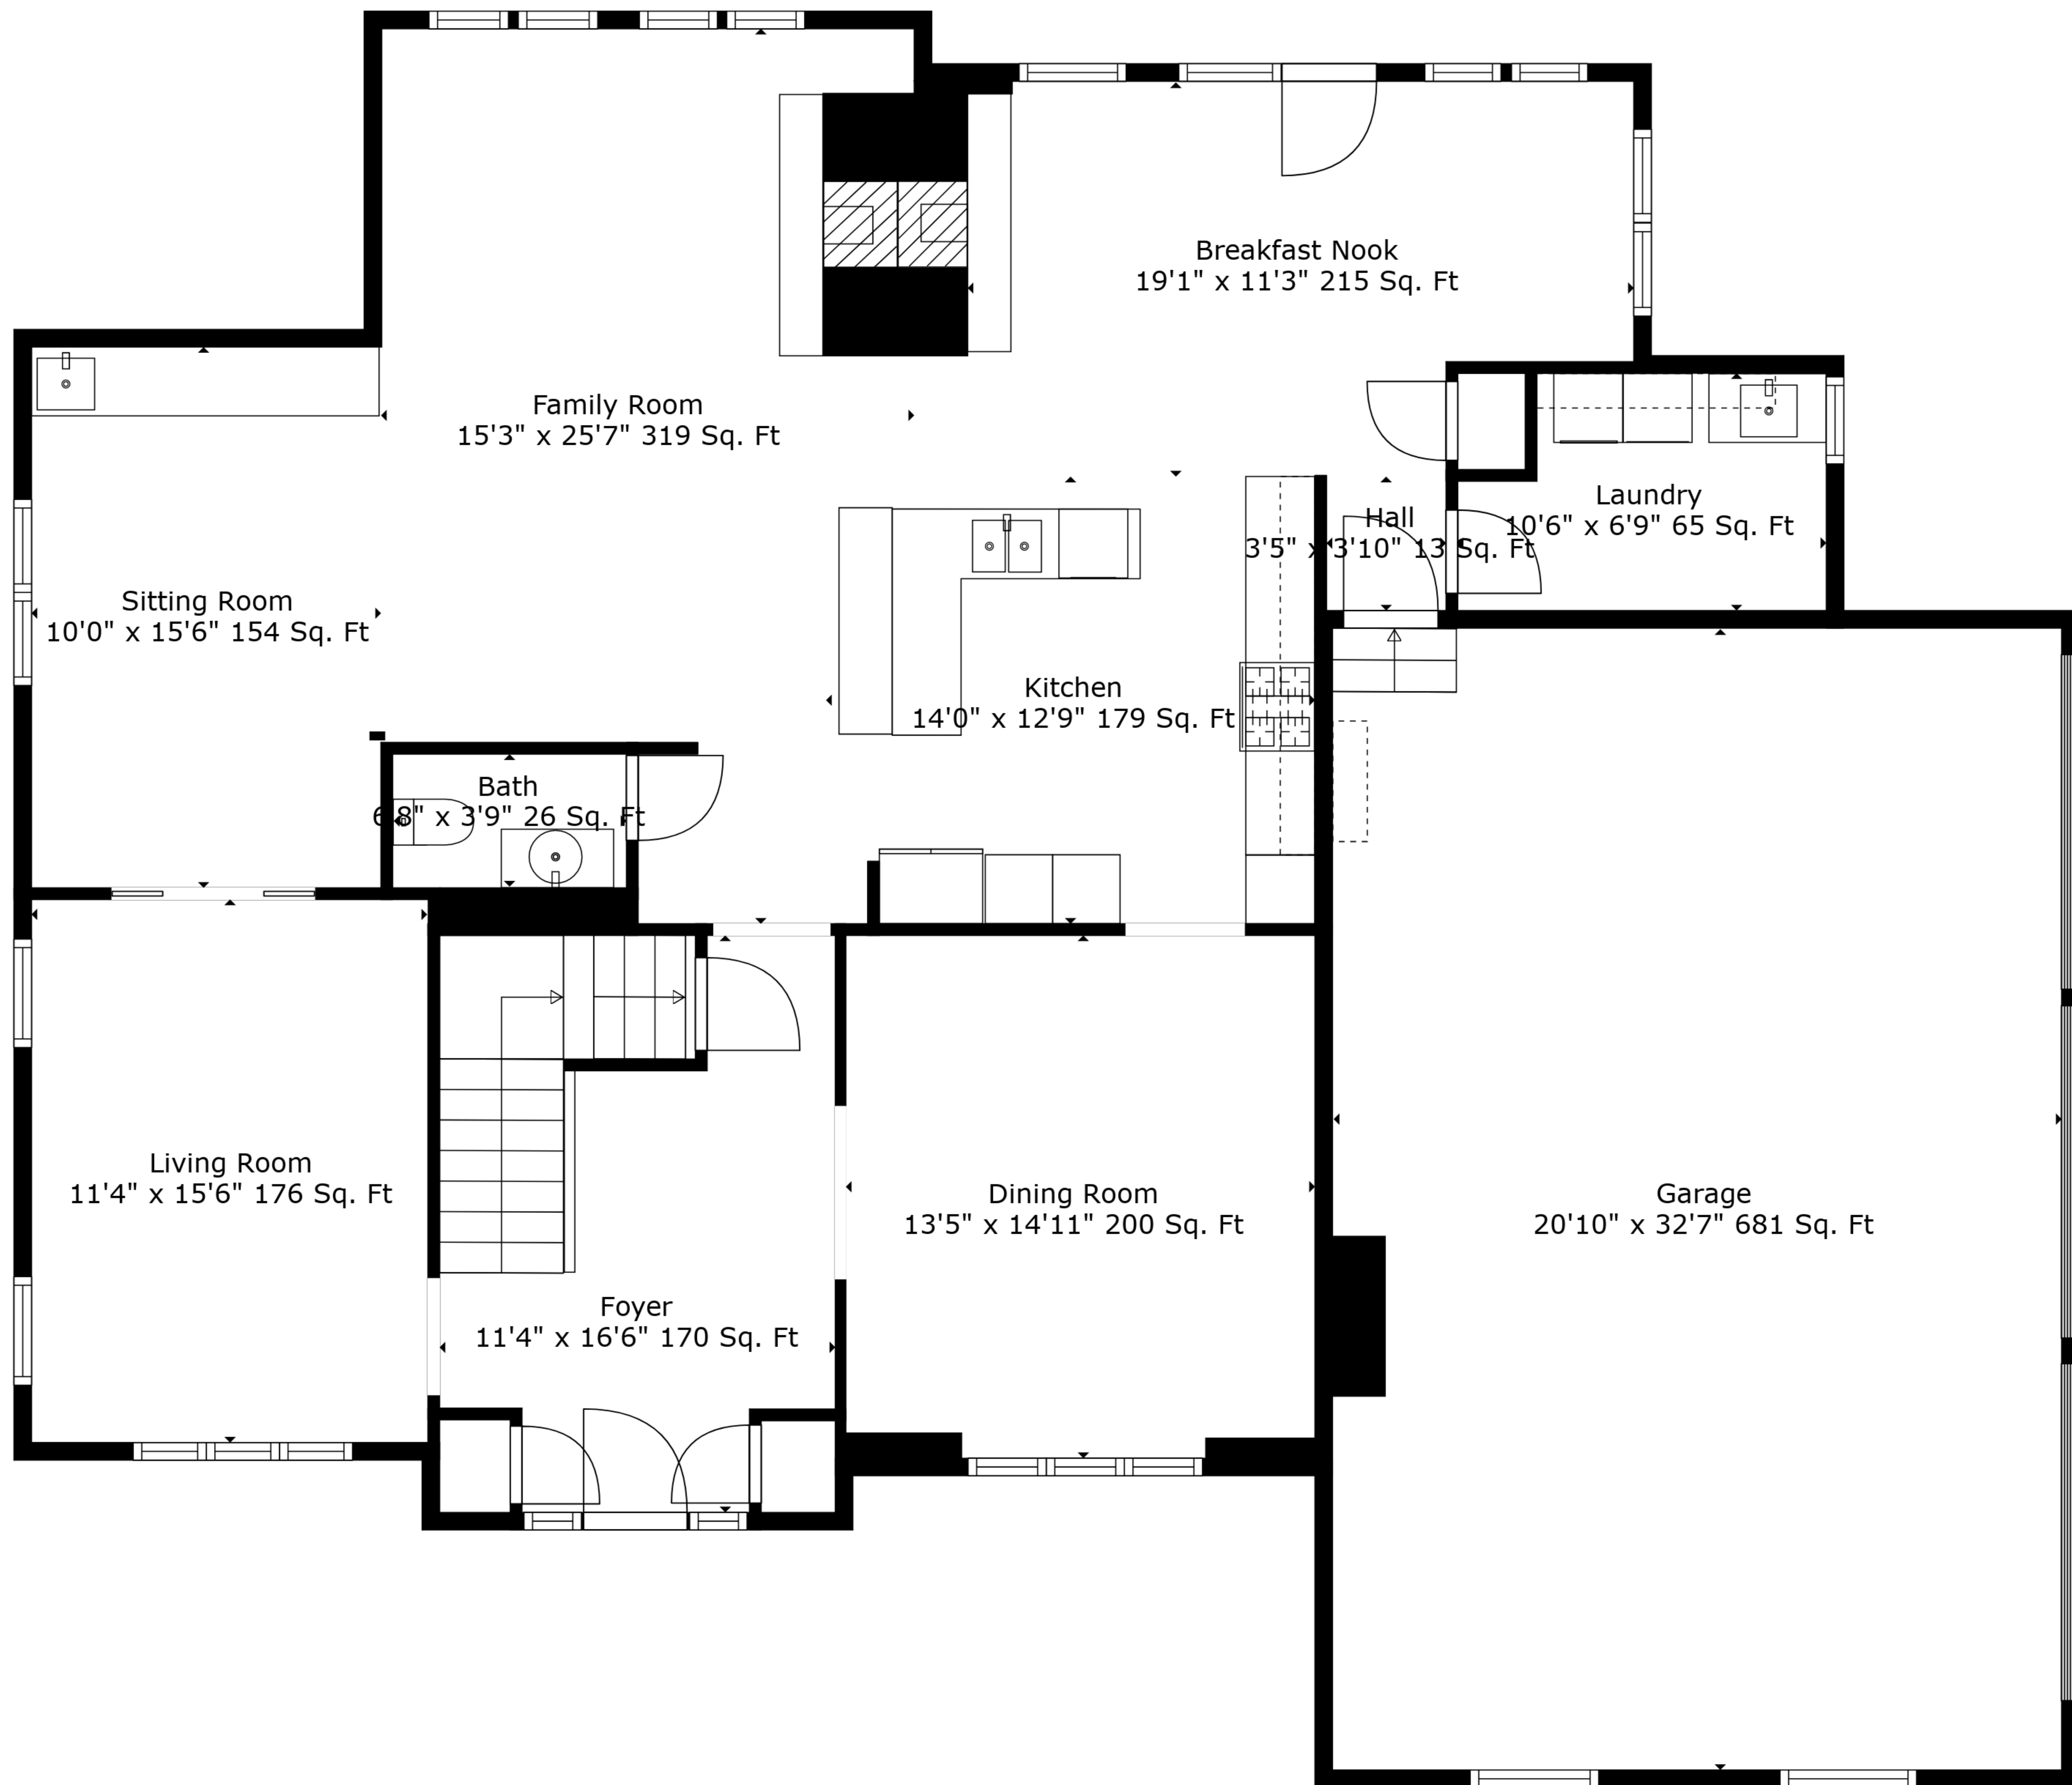 Breakfast Nook
19'1" x 11'3" 215 Sq. Ft
Family Room
15'3" x 25'7" 319 Sq. Ft
Laundry
10'6" x 6'9" 65 Sq. Ft
Hall
3'5" x 3'10" 13 Sq. Ft
Sitting Room
10'0" x 15'6" 154 Sq. Ft
Kitchen
14'0" x 12'9" 179 Sq. Ft
Bath
6'8" x 3'9" 26 Sq. Ft
Living Room
11'4" x 15'6" 176 Sq. Ft
Dining Room
13'5" x 14'11" 200 Sq. Ft
Garage
20'10" x 32'7" 681 Sq. Ft
Foyer
11'4" x 16'6" 170 Sq. Ft